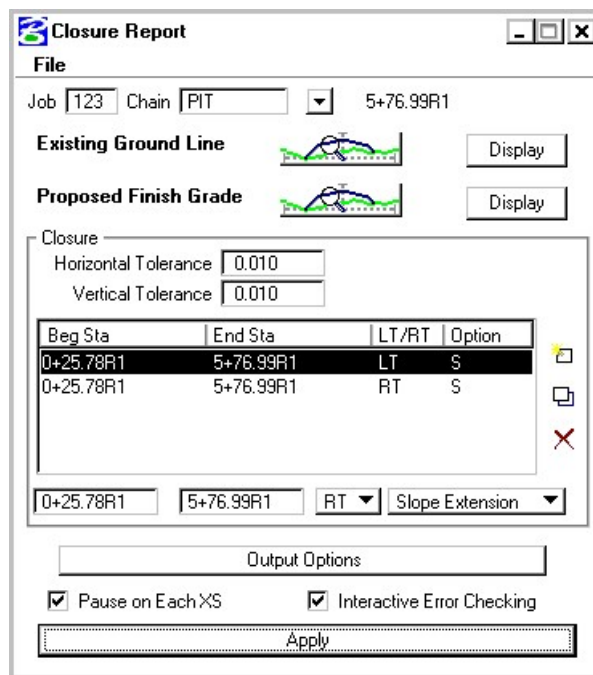 Closure Report
File
Job 123 Chain PIT 5+76.99R1
Existing Ground Line Display
Proposed Finish Grade Display
Closure
Horizontal Tolerance 0.010
Vertical Tolerance 0.010
Beg Sta End Sta LT/RT Option
0+25.78R1 5+76.99R1 LT S
0+25.78R1 5+76.99R1 RT S
0+25.78R1 5+76.99R1 RT Slope Extension
Output Options
Pause on Each XS Interactive Error Checking
Apply